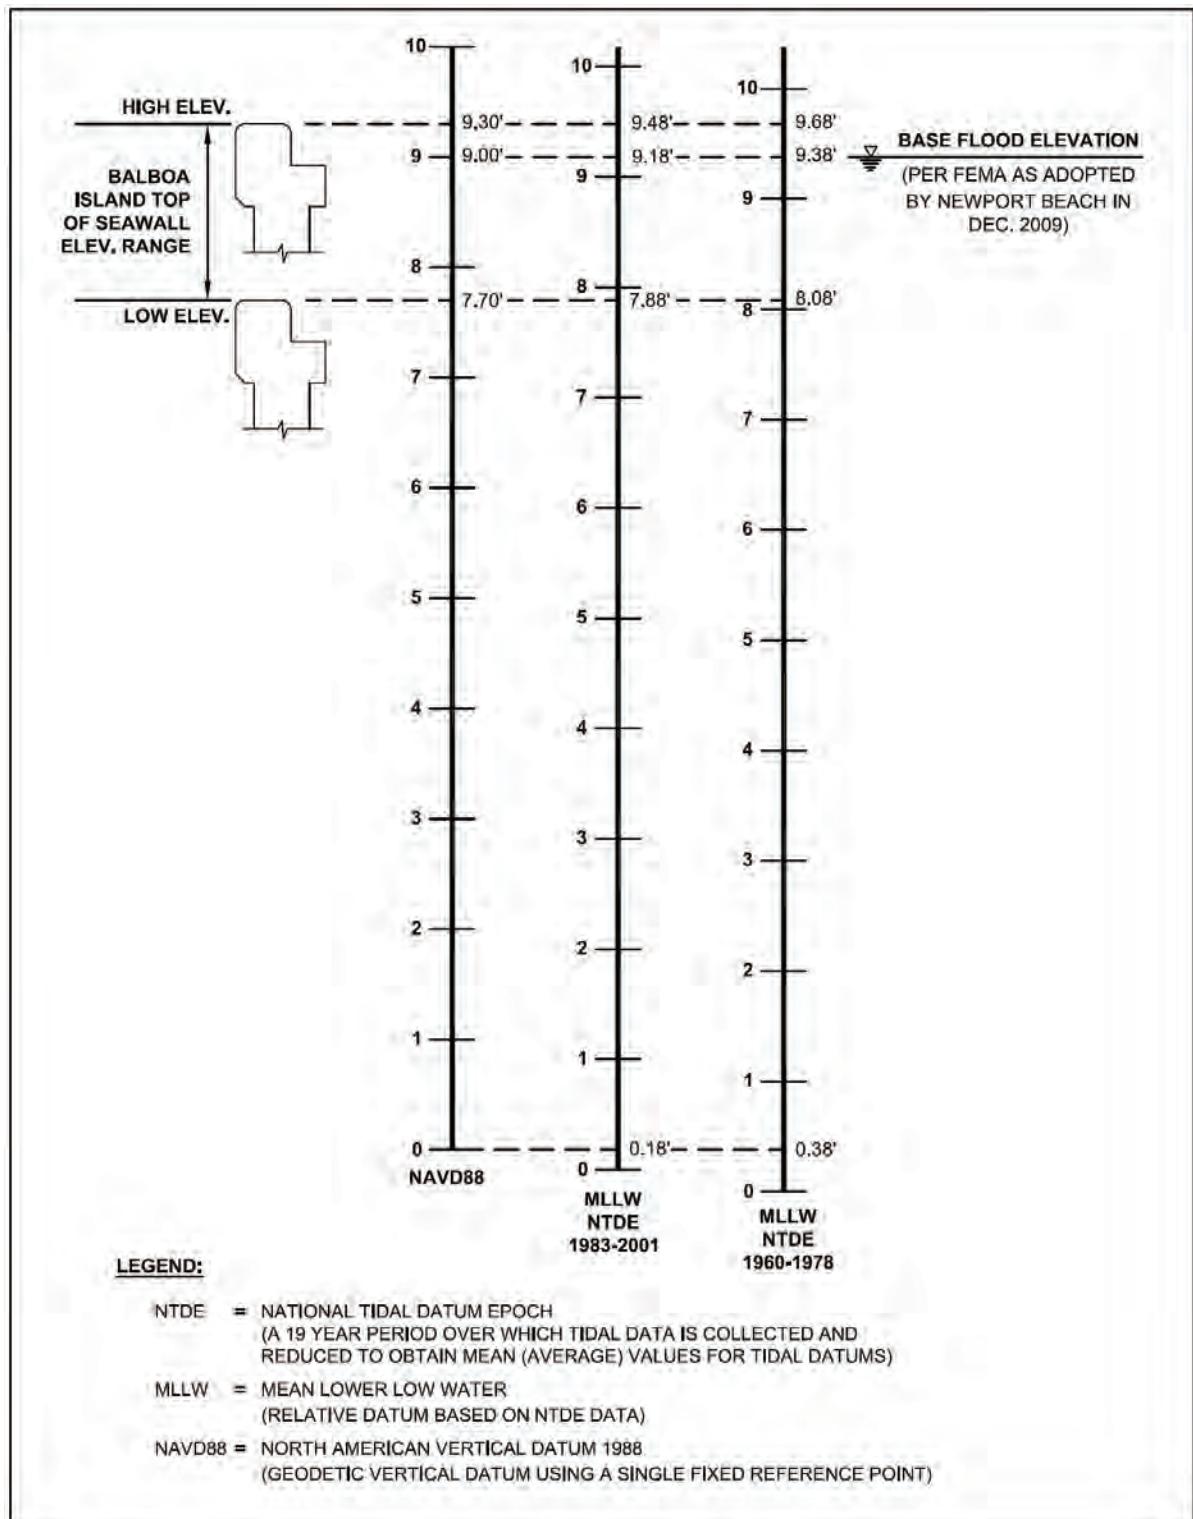 10
10
10
HIGH ELEV.
9.30' 9.48' 9.68'
BASE FLOOD ELEVATION
9 9.00' 9.18' 9.38'
(PER FEMA AS ADOPTED
BY NEWPORT BEACH IN
DEC. 2009)
BALBOA
ISLAND TOP
OF SEAWALL
ELEV. RANGE
9
9
8
8
7.70' 7.88' 8.08'
LOW ELEV.
8
7
7
7
6
6
6
5
5
5
4
4
4
3
3
3
2
2
2
1
1
1
0 0.18' 0.38'
NAVD88
0
0
MLLW
NTDE
1983-2001
MLLW
NTDE
1960-1978
LEGEND:
NTDE = NATIONAL TIDAL DATUM EPOCH
(A 19 YEAR PERIOD OVER WHICH TIDAL DATA IS COLLECTED AND
REDUCED TO OBTAIN MEAN (AVERAGE) VALUES FOR TIDAL DATUMS)
MLLW = MEAN LOWER LOW WATER
(RELATIVE DATUM BASED ON NTDE DATA)
NAVD88 = NORTH AMERICAN VERTICAL DATUM 1988
(GEODETIC VERTICAL DATUM USING A SINGLE FIXED REFERENCE POINT)